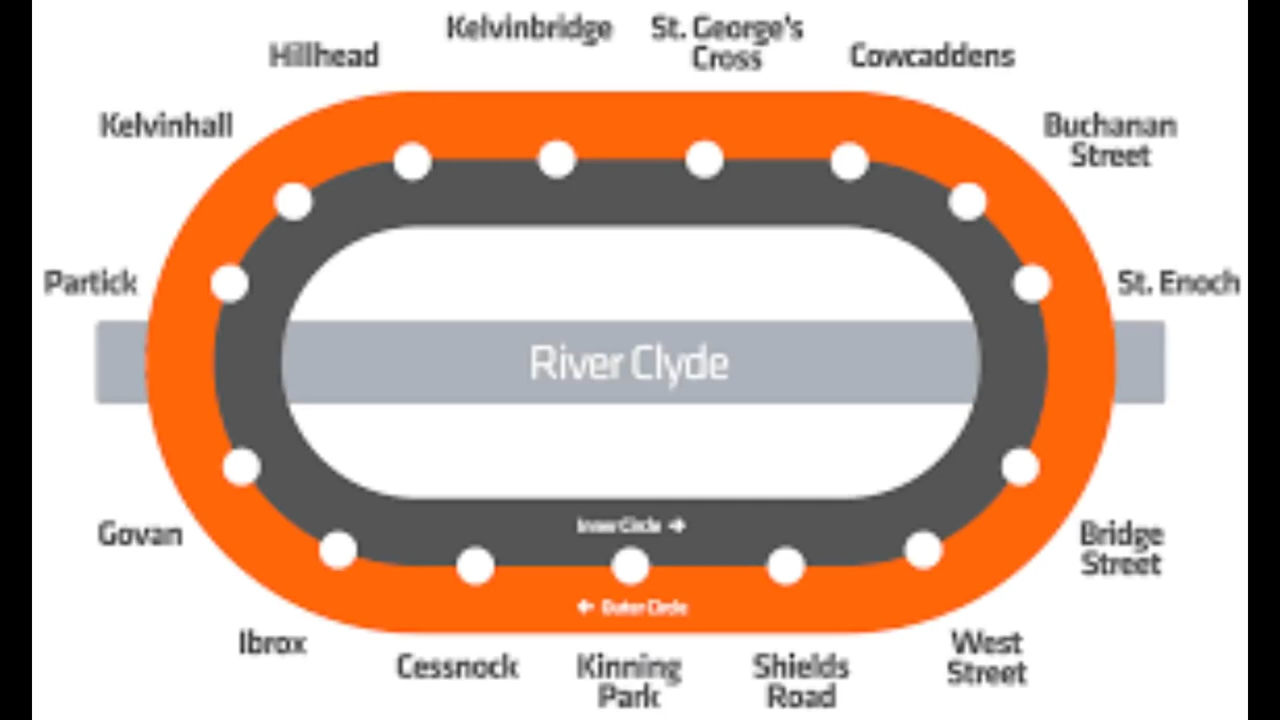 Kelvinbridge
St. George's
Cross
Hillhead
Cowcaddens
Kelvinhall
Buchanan
Street
Partick
St. Enoch
River Clyde
Inner Circle →
Govan
Bridge
Street
← Outer Circle
Ibrox
West
Street
Cessnock
Kinning
Park
Shields
Road